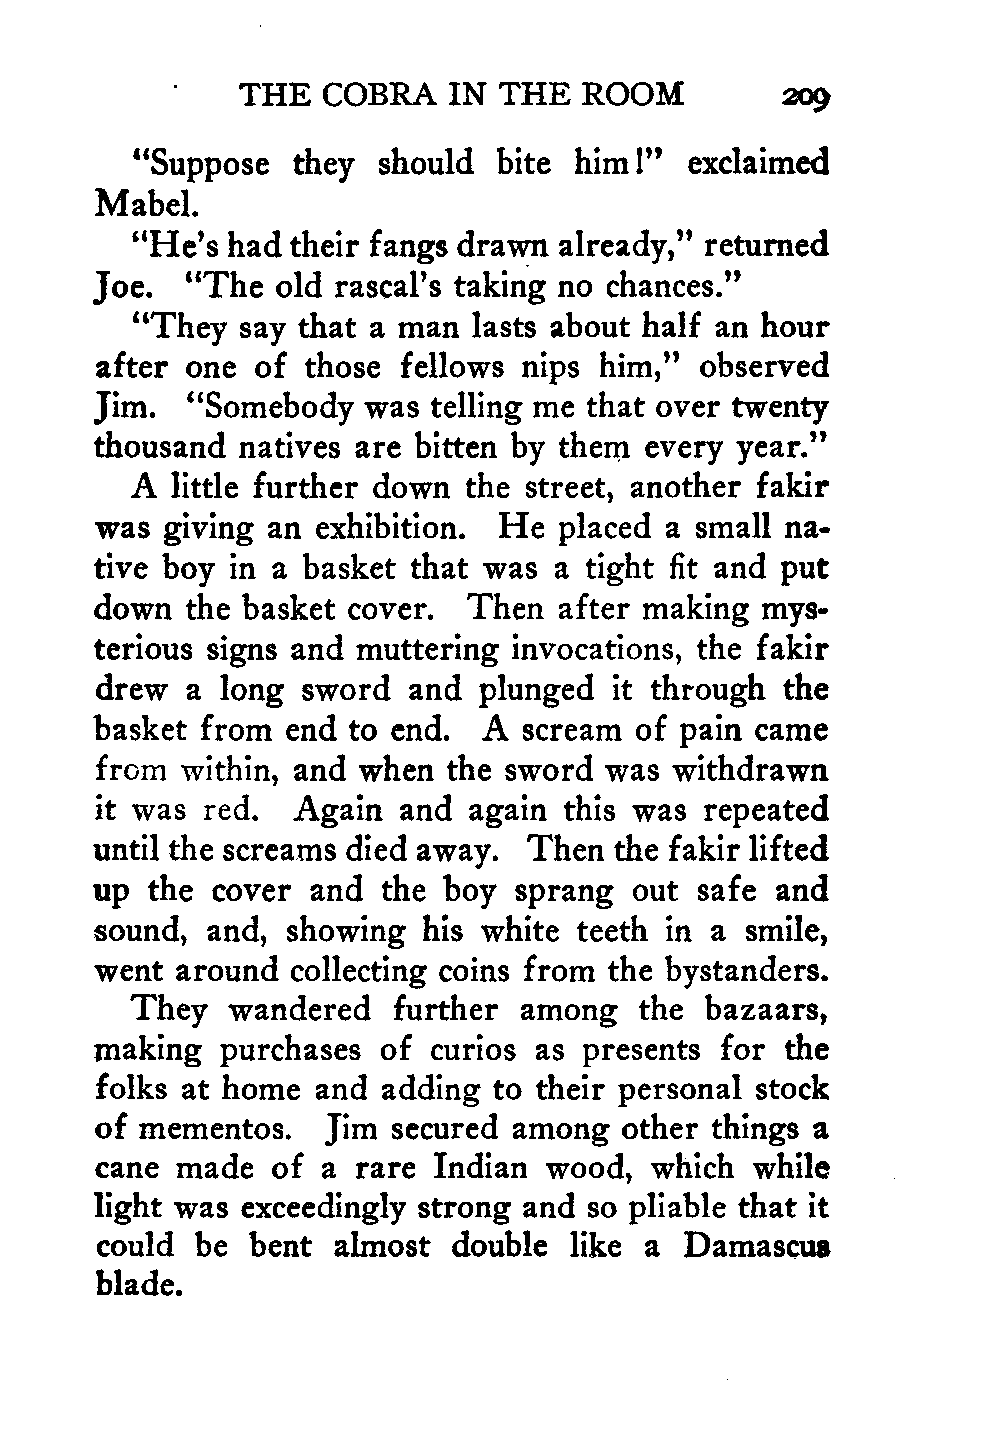 THE COBRA IN THE ROOM 209
"Suppose they should bite him!" exclaimed
Mabel.
"He's had their fangs drawn already," returned
Joe. "The old rascal's taking no chances."
"They say that a man lasts about half an hour
after one of those fellows nips him," observed
Jim. "Somebody was telling me that over twenty
thousand natives are bitten by them every year."
A little further down the street, another fakir
was giving an exhibition. He placed a small na-
tive boy in a basket that was a tight fit and put
down the basket cover. Then after making mys-
terious signs and muttering invocations, the fakir
drew a long sword and plunged it through the
basket from end to end. A scream of pain came
from within, and when the sword was withdrawn
it was red. Again and again this was repeated
until the screams died away. Then the fakir lifted
up the cover and the boy sprang out safe and
sound, and, showing his white teeth in a smile,
went around collecting coins from the bystanders.
They wandered further among the bazaars,
making purchases of curios as presents for the
folks at home and adding to their personal stock
of mementos. Jim secured among other things a
cane made of a rare Indian wood, which while
light was exceedingly strong and so pliable that it
could be bent almost double like a Damascus
blade.